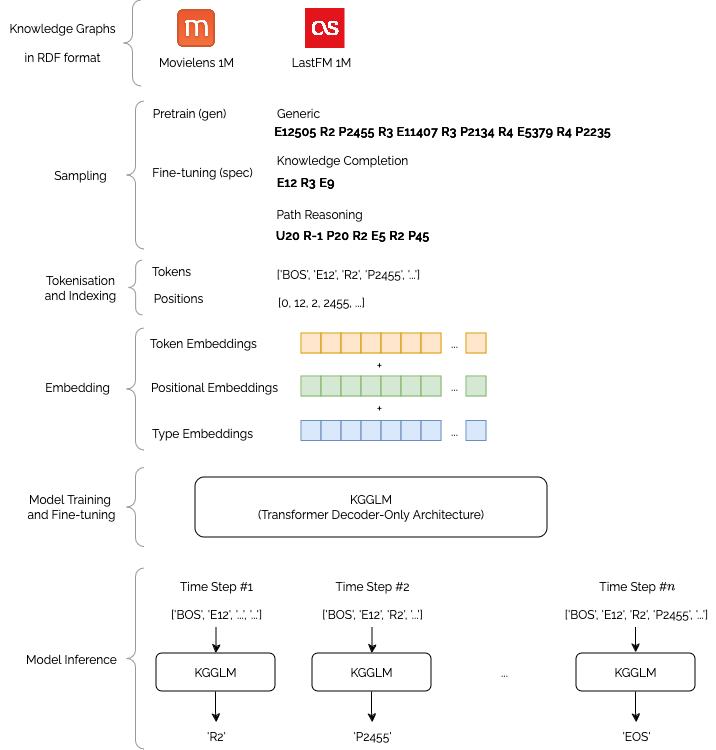 Knowledge Graphs
in RDF format
m
Movielens 1M
as
LastFM 1M
Sampling
Pretrain (gen)
Generic
E12505 R2 P2455 R3 E11407 R3 P2134 R4 E5379 R4 P2235
Fine-tuning (spec)
Knowledge Completion
E12 R3 E9
Path Reasoning
U20 R-1 P20 R2 E5 R2 P45
Tokenisation
and Indexing
Tokens
['BOS', 'E12', 'R2', 'P2455', '...']
Positions
[0, 12, 2, 2455, ...]
Embedding
Token Embeddings
...
+
Positional Embeddings
...
+
Type Embeddings
...
Model Training
and Fine-tuning
KGGLM
(Transformer Decoder-Only Architecture)
Model Inference
Time Step #1
['BOS', 'E12', '...', '...']
KGGLM
'R2'
Time Step #2
['BOS', 'E12', 'R2', '...']
KGGLM
'P2455'
...
Time Step #n
['BOS', 'E12', 'R2', 'P2455', '...']
KGGLM
'EOS'